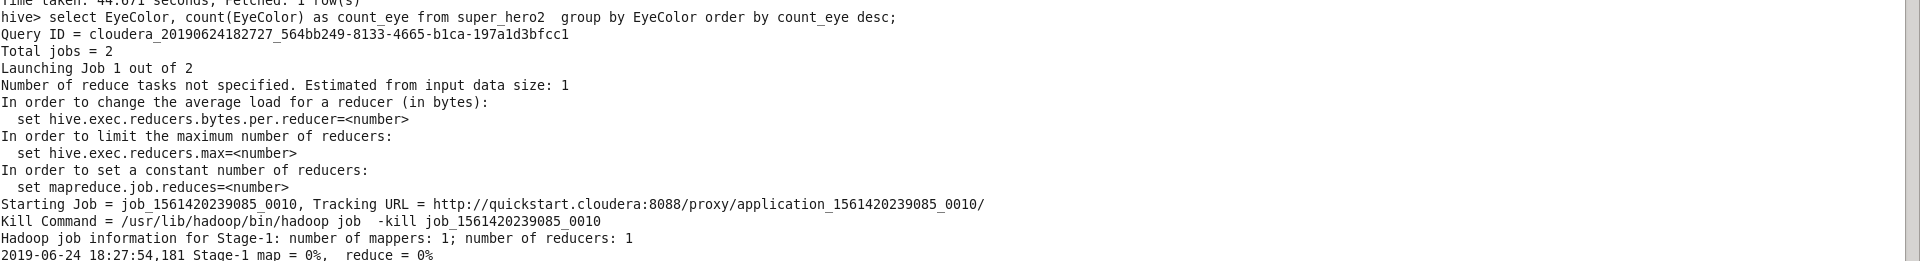 Time taken: 44.671 seconds, Fetched: 1 row(s)
hive> select EyeColor, count(EyeColor) as count_eye from super_hero2  group by EyeColor order by count_eye desc;
Query ID = cloudera_20190624182727_564bb249-8133-4665-b1ca-197a1d3bfcc1
Total jobs = 2
Launching Job 1 out of 2
Number of reduce tasks not specified. Estimated from input data size: 1
In order to change the average load for a reducer (in bytes):
  set hive.exec.reducers.bytes.per.reducer=<number>
In order to limit the maximum number of reducers:
  set hive.exec.reducers.max=<number>
In order to set a constant number of reducers:
  set mapreduce.job.reduces=<number>
Starting Job = job_1561420239085_0010, Tracking URL = http://quickstart.cloudera:8088/proxy/application_1561420239085_0010/
Kill Command = /usr/lib/hadoop/bin/hadoop job  -kill job_1561420239085_0010
Hadoop job information for Stage-1: number of mappers: 1; number of reducers: 1
2019-06-24 18:27:54,181 Stage-1 map = 0%,  reduce = 0%